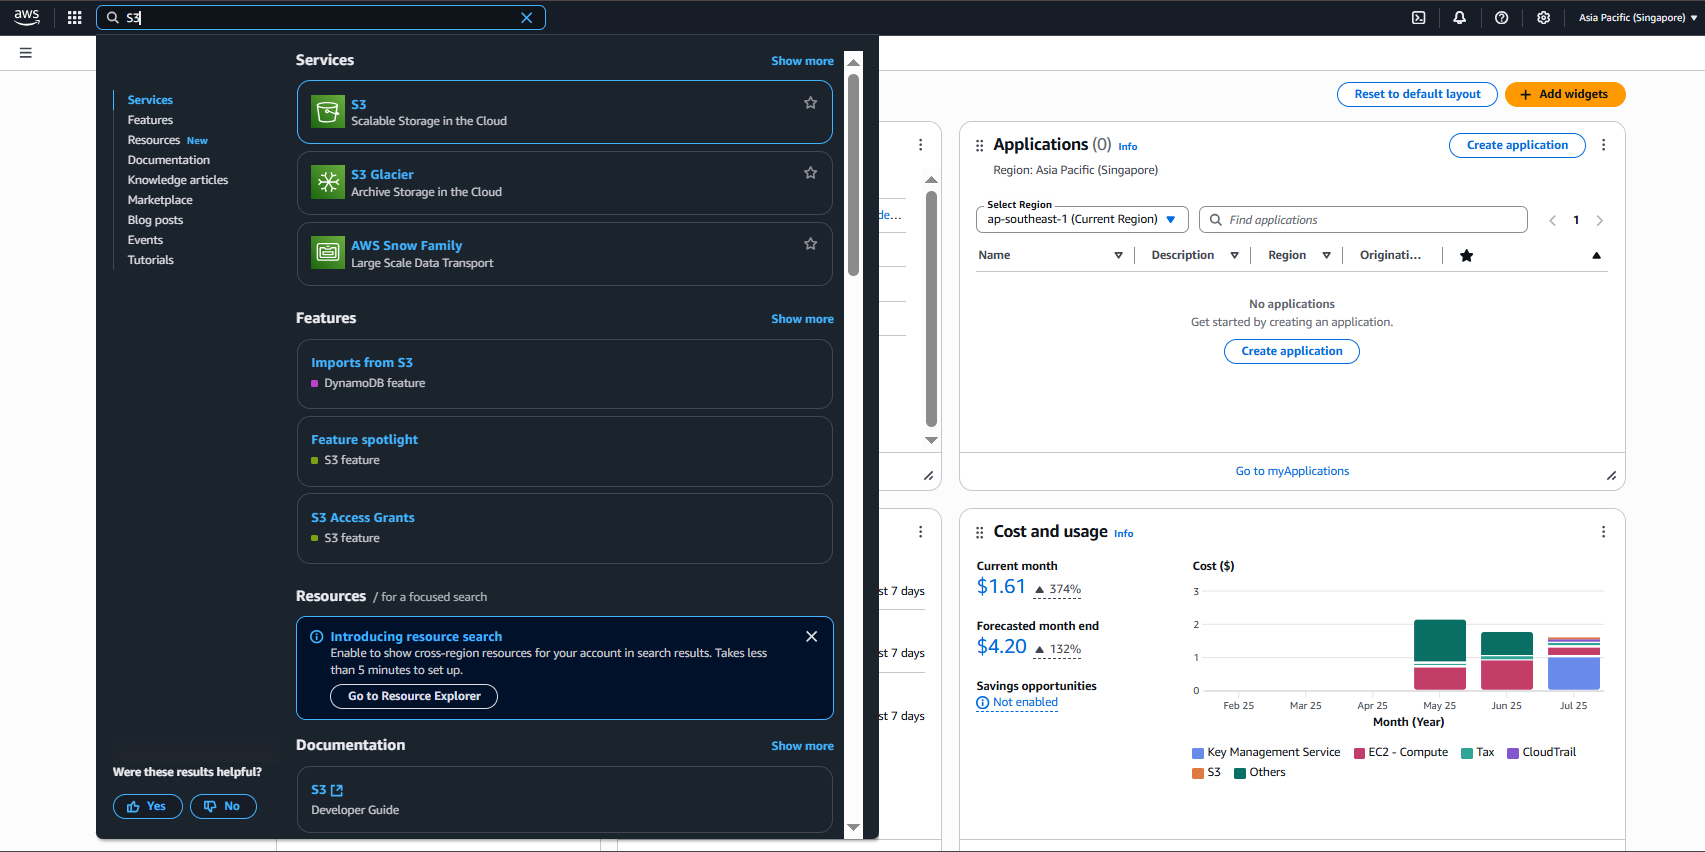 aws
S3
Asia Pacific (Singapore)
Services
Features
Resources New
Documentation
Knowledge articles
Marketplace
Blog posts
Events
Tutorials
Were these results helpful?
Yes
No
Services
Show more
S3
Scalable Storage in the Cloud
S3 Glacier
Archive Storage in the Cloud
AWS Snow Family
Large Scale Data Transport
Features
Show more
Imports from S3
DynamoDB feature
Feature spotlight
S3 feature
S3 Access Grants
S3 feature
Resources / for a focused search
Introducing resource search
Enable to show cross-region resources for your account in search results. Takes less
than 5 minutes to set up.
Go to Resource Explorer
Documentation
Show more
S3
Developer Guide
de...
st 7 days
st 7 days
st 7 days
Reset to default layout
+ Add widgets
Applications (0) Info
Create application
Region: Asia Pacific (Singapore)
Select Region
ap-southeast-1 (Current Region)
Find applications
1
Name
Description
Region
Originati...
No applications
Get started by creating an application.
Create application
Go to myApplications
Cost and usage Info
Current month
$1.61 ▲ 374%
Forecasted month end
$4.20 ▲ 132%
Savings opportunities
Not enabled
Cost ($)
3
2
1
0
Feb 25
Mar 25
Apr 25
May 25
Jun 25
Jul 25
Month (Year)
Key Management Service
EC2 - Compute
Tax
CloudTrail
S3
Others